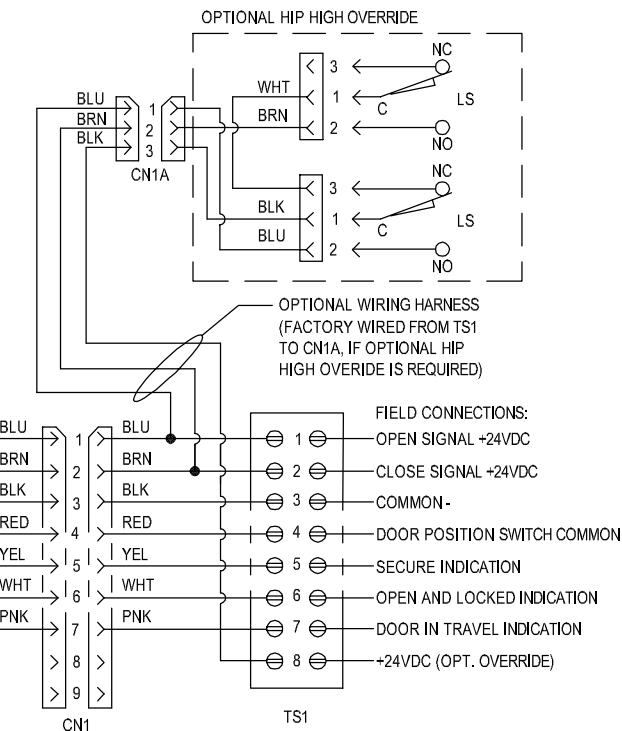 OPTIONAL HIP HIGH OVERRIDE
NC
3
WHT
1
C
LS
BRN
2
NO
BLU
BRN
BLK
1
2
3
CN1A
NC
3
BLK
1
C
LS
BLU
2
NO
OPTIONAL WIRING HARNESS
(FACTORY WIRED FROM TS1
TO CN1A, IF OPTIONAL HIP
HIGH OVERIDE IS REQUIRED)
FIELD CONNECTIONS:
BLU 1 BLU 1 OPEN SIGNAL +24VDC
BRN 2 BRN 2 CLOSE SIGNAL +24VDC
BLK 3 BLK 3 COMMON -
RED 4 RED 4 DOOR POSITION SWITCH COMMON
YEL 5 YEL 5 SECURE INDICATION
WHT 6 WHT 6 OPEN AND LOCKED INDICATION
PNK 7 PNK 7 DOOR IN TRAVEL INDICATION
8 8 +24VDC (OPT. OVERRIDE)
9
CN1
TS1